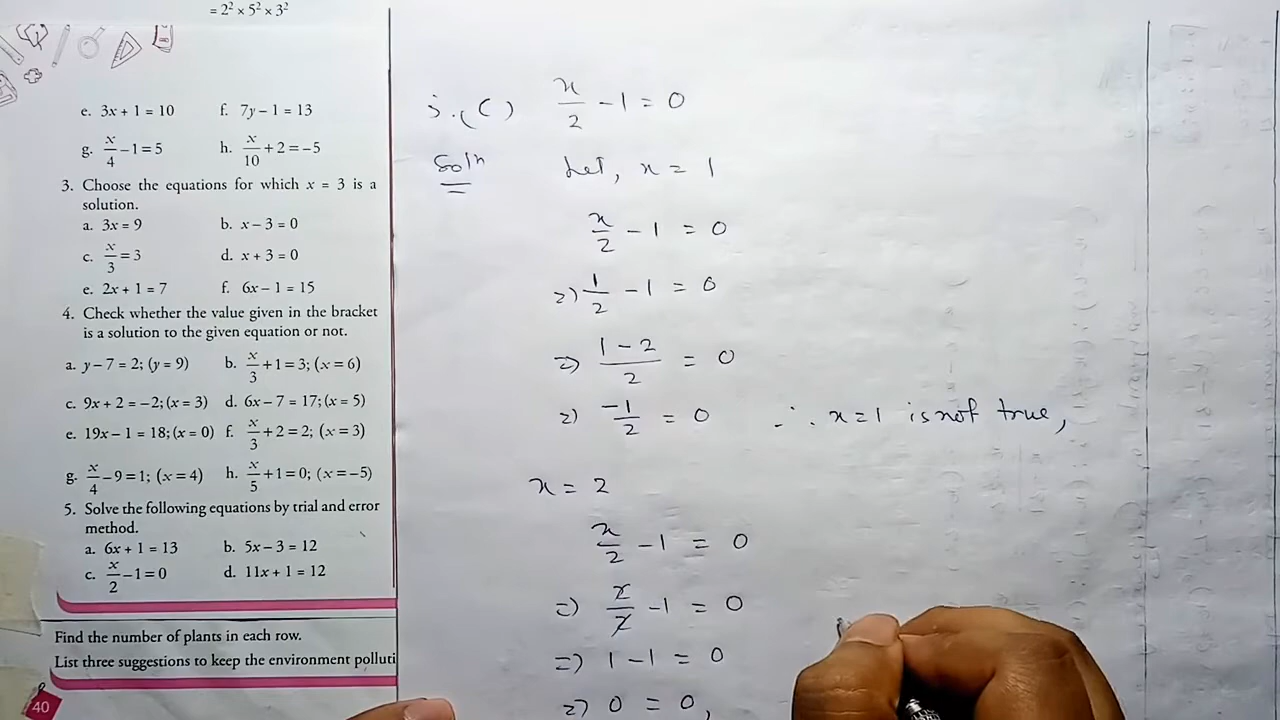 = 2² × 5² × 3²
e. 3x + 1 = 10 f. 7y – 1 = 13
g. x/4 – 1 = 5 h. x/10 + 2 = –5
3. Choose the equations for which x = 3 is a
solution.
a. 3x = 9 b. x – 3 = 0
c. x/3 = 3 d. x + 3 = 0
e. 2x + 1 = 7 f. 6x – 1 = 15
4. Check whether the value given in the bracket
is a solution to the given equation or not.
a. y – 7 = 2; (y = 9) b. x/3 + 1 = 3; (x = 6)
c. 9x + 2 = –2; (x = 3) d. 6x – 7 = 17; (x = 5)
e. 19x – 1 = 18; (x = 0) f. x/3 + 2 = 2; (x = 3)
g. x/4 – 9 = 1; (x = 4) h. x/5 + 1 = 0; (x = –5)
5. Solve the following equations by trial and error
method.
a. 6x + 1 = 13 b. 5x – 3 = 12
c. x/2 – 1 = 0 d. 11x + 1 = 12
Find the number of plants in each row.
List three suggestions to keep the environment polluti
40
(c) x/2 – 1 = 0
Soln Let, x = 1
x/2 – 1 = 0
=) 1/2 – 1 = 0
=) 1 – 2/2 = 0
=) –1/2 = 0 ∴ x = 1 is not true,
x = 2
x/2 – 1 = 0
=) 2/2 – 1 = 0
=) 1 – 1 = 0
=) 0 = 0,